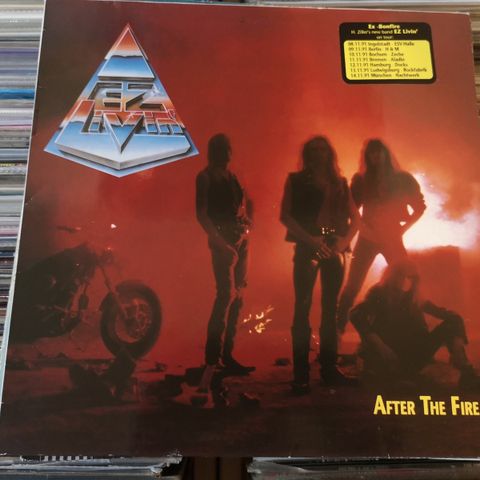 Ex -Bonfire
H. Ziller's new band EZ Livin'
on tour:
08.11.91 Ingolstadt - ESV-Halle
09.11.91 Berlin - H & M
10.11.91 Bochum - Zeche
11.11.91 Bremen - Aladin
12.11.91 Hamburg - Docks
13.11.91 Ludwigsburg - Rockfabrik
14.11.91 München - Nachtwerk
EZ
LIVIN'
AFTER THE FIRE